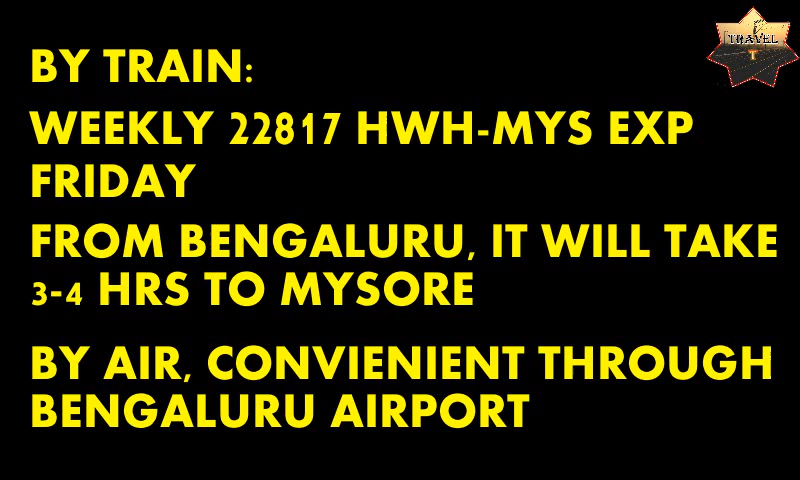 TRAVEL
T
BY TRAIN:
WEEKLY 22817 HWH-MYS EXP
FRIDAY
FROM BENGALURU, IT WILL TAKE
3-4 HRS TO MYSORE
BY AIR, CONVIENIENT THROUGH
BENGALURU AIRPORT